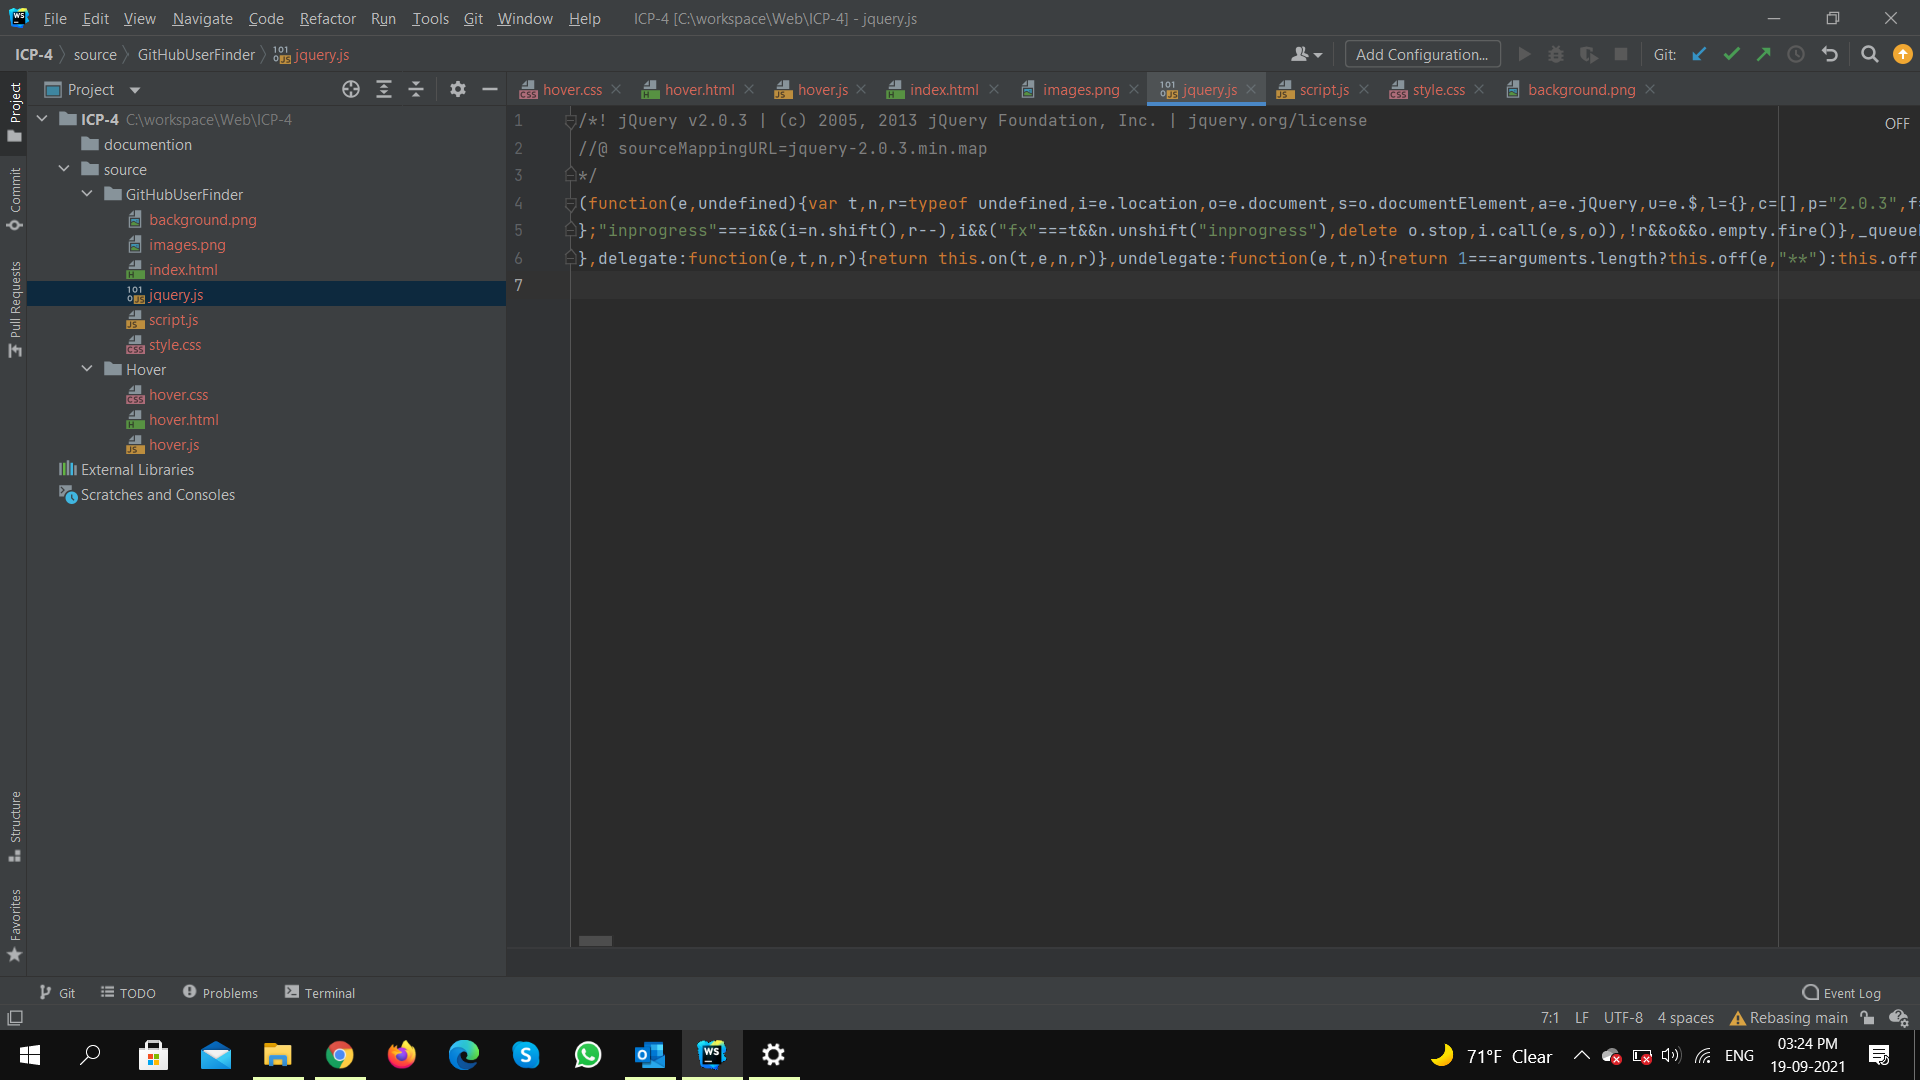 File Edit View Navigate Code Refactor Run Tools Git Window Help ICP-4 [C:\workspace\Web\ICP-4] - jquery.js
ICP-4 source GitHubUserFinder jquery.js Add Configuration... Git:
Project
hover.css hover.html hover.js index.html images.png jquery.js script.js style.css background.png
ICP-4 C:\workspace\Web\ICP-4
documention
source
GitHubUserFinder
background.png
images.png
index.html
jquery.js
script.js
style.css
Hover
hover.css
hover.html
hover.js
External Libraries
Scratches and Consoles
Project
Commit
Pull Requests
Structure
Favorites
OFF
1 /*! jQuery v2.0.3 | (c) 2005, 2013 jQuery Foundation, Inc. | jquery.org/license
2 //@ sourceMappingURL=jquery-2.0.3.min.map
3 */
4 (function(e,undefined){var t,n,r=typeof undefined,i=e.location,o=e.document,s=o.documentElement,a=e.jQuery,u=e.$,l={},c=[],p="2.0.3",f=
5 };"inprogress"===i&&(i=n.shift(),r--),i&&("fx"===t&&n.unshift("inprogress"),delete o.stop,i.call(e,s,o)),!r&&o&&o.empty.fire()},_queueH
6 },delegate:function(e,t,n,r){return this.on(t,e,n,r)},undelegate:function(e,t,n){return 1===arguments.length?this.off(e,"**"):this.off
7
Git TODO Problems Terminal Event Log
7:1 LF UTF-8 4 spaces Rebasing main
71°F Clear ENG 03:24 PM
19-09-2021